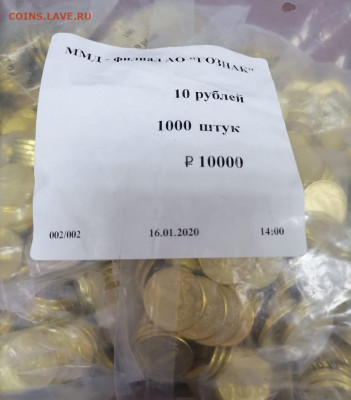 COINS.LAVE.RU
ММД - филиал АО "ГОЗНАК"
10 рублей
1000 штук
₽ 10000
002/002 16.01.2020 14:00